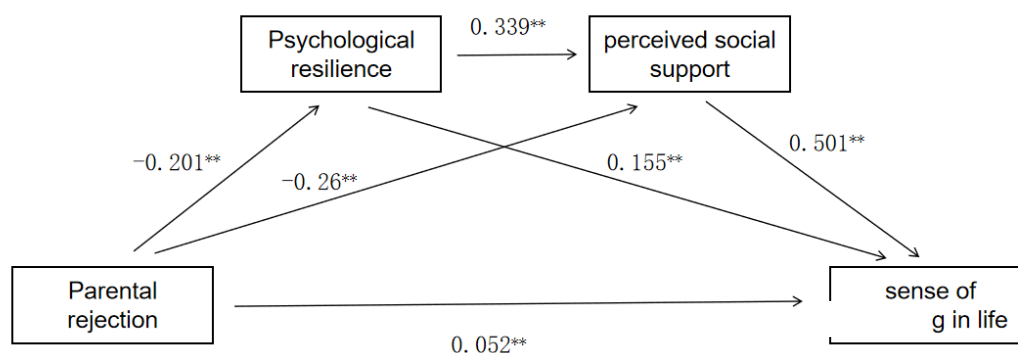 Psychological
resilience
0.339**
perceived social
support
-0.201**
-0.26**
0.155**
0.501**
Parental
rejection
sense of
g in life
0.052**